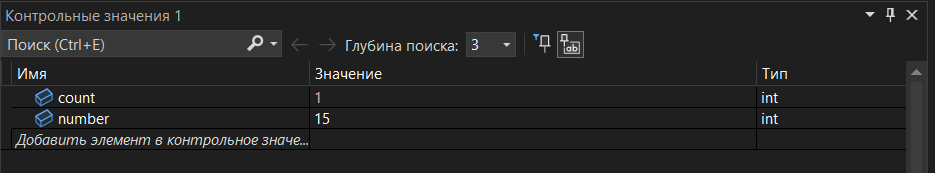 Контрольные значения 1
Поиск (Ctrl+E) Глубина поиска: 3
Имя Значение Тип
count 1 int
number 15 int
Добавить элемент в контрольное значе...